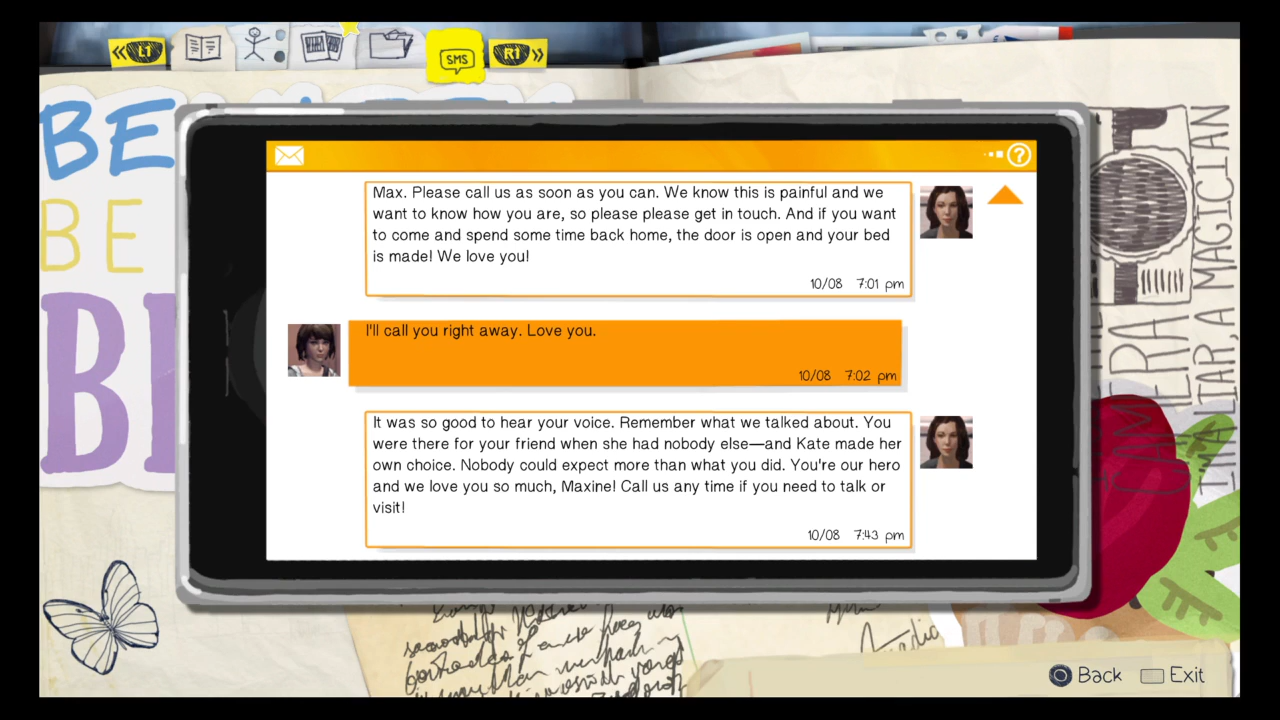 L1
SMS
R1
BE
BE
?
Max. Please call us as soon as you can. We know this is painful and we
want to know how you are, so please please get in touch. And if you want
to come and spend some time back home, the door is open and your bed
is made! We love you!
10/08 7:01 pm
I'll call you right away. Love you.
10/08 7:02 pm
It was so good to hear your voice. Remember what we talked about. You
were there for your friend when she had nobody else—and Kate made her
own choice. Nobody could expect more than what you did. You're our hero
and we love you so much, Maxine! Call us any time if you need to talk or
visit!
10/08 7:43 pm
CAMERA
A MAGICIAN
Back
Exit